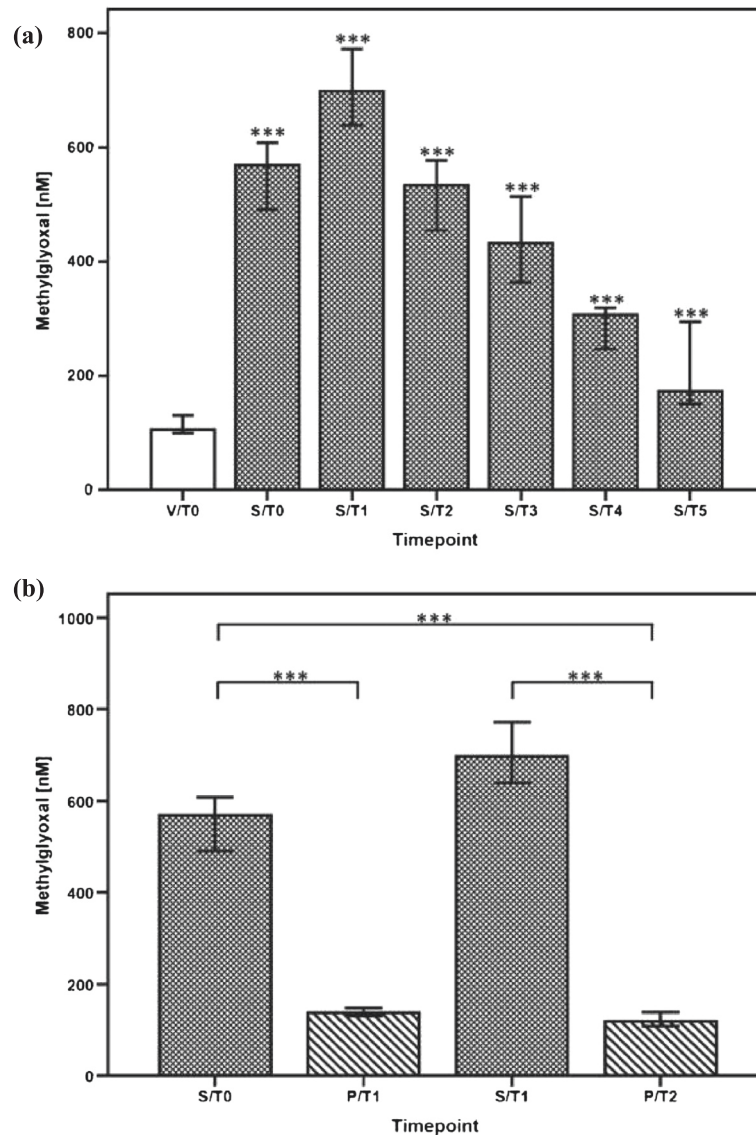 (a)
800
600
400
200
0
Methylglyoxal [nM]
***
***
***
***
***
***
V/T0 S/T0 S/T1 S/T2 S/T3 S/T4 S/T5
Timepoint
(b)
1000
800
600
400
200
0
Methylglyoxal [nM]
***
*** ***
S/T0 P/T1 S/T1 P/T2
Timepoint